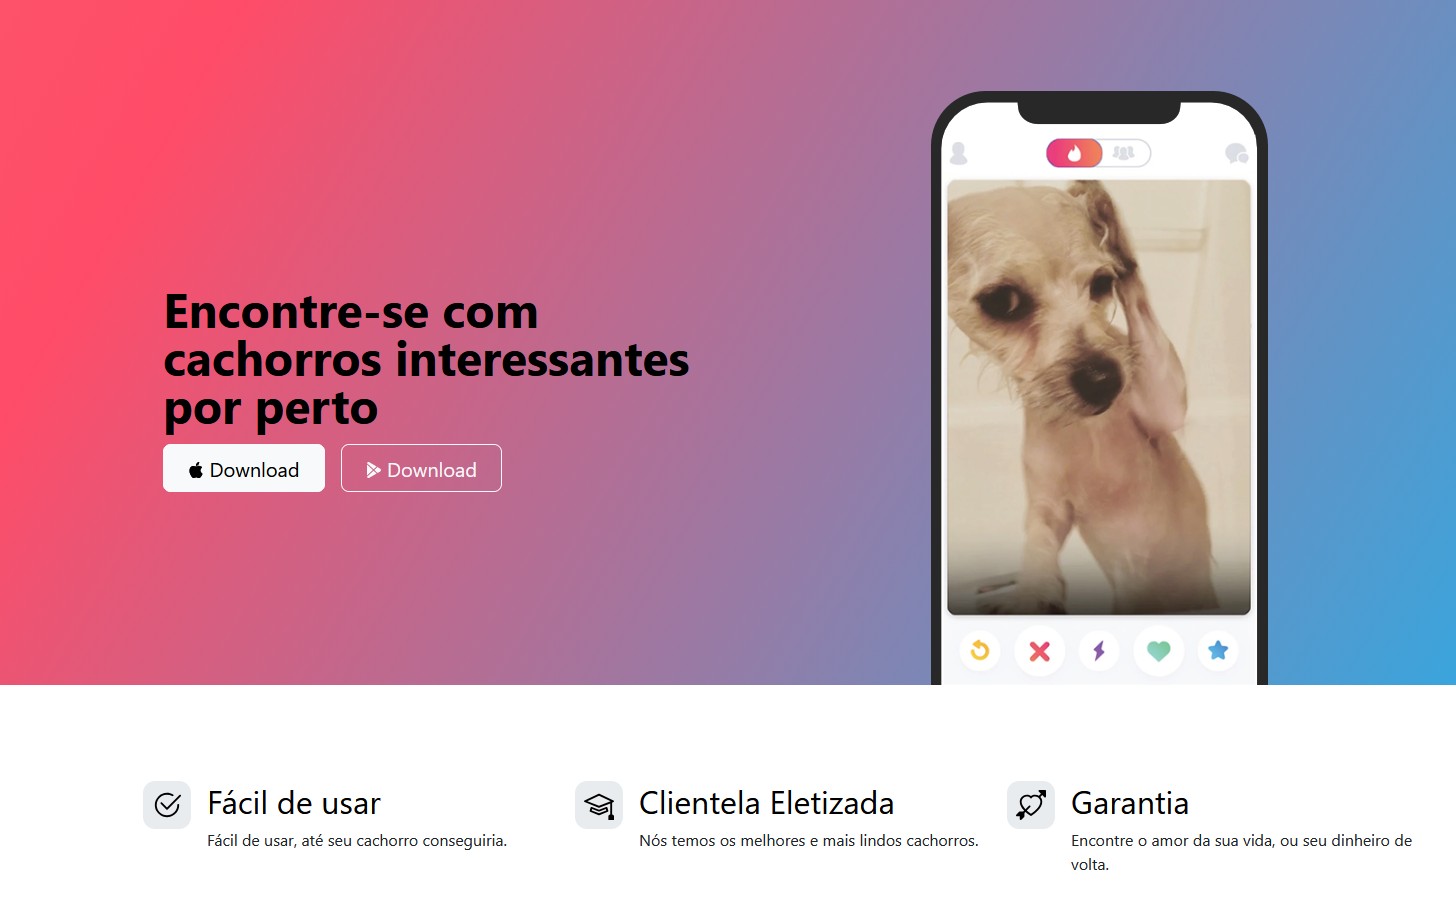 Encontre-se com
cachorros interessantes
por perto
Download
Download
Fácil de usar
Fácil de usar, até seu cachorro conseguiria.
Clientela Eletizada
Nós temos os melhores e mais lindos cachorros.
Garantia
Encontre o amor da sua vida, ou seu dinheiro de
volta.